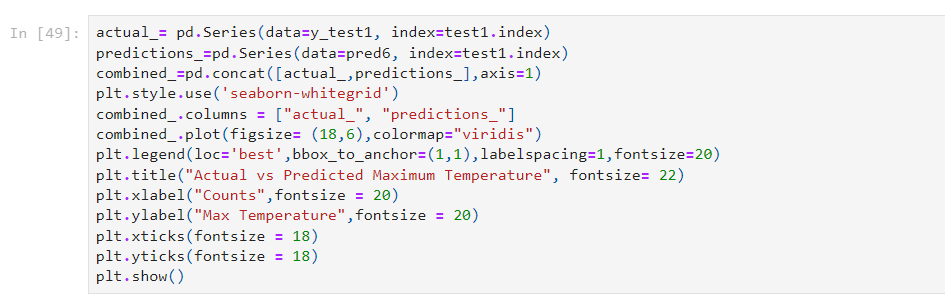 In [49]:
actual_= pd.Series(data=y_test1, index=test1.index)
predictions_=pd.Series(data=pred6, index=test1.index)
combined_=pd.concat([actual_,predictions_],axis=1)
plt.style.use('seaborn-whitegrid')
combined_.columns = ["actual_", "predictions_"]
combined_.plot(figsize= (18,6),colormap="viridis")
plt.legend(loc='best',bbox_to_anchor=(1,1),labelspacing=1,fontsize=20)
plt.title("Actual vs Predicted Maximum Temperature", fontsize= 22)
plt.xlabel("Counts",fontsize = 20)
plt.ylabel("Max Temperature",fontsize = 20)
plt.xticks(fontsize = 18)
plt.yticks(fontsize = 18)
plt.show()